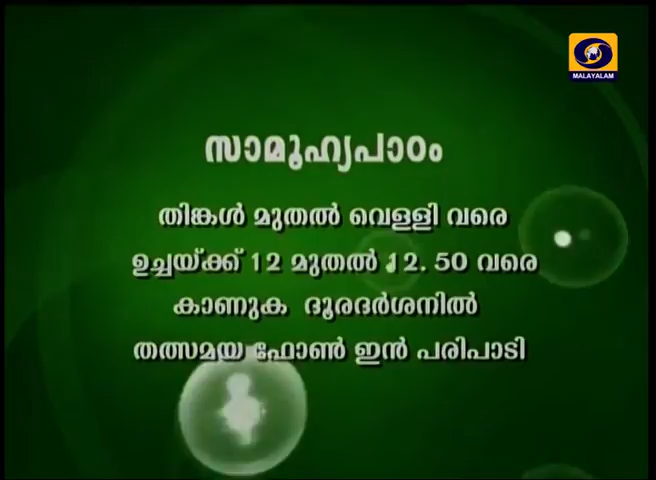 MALAYALAM
സാമൂഹ്യപാഠം
തിങ്കൾ മുതൽ വെള്ളി വരെ
ഉച്ചയ്ക്ക് 12 മുതൽ 12. 50 വരെ
കാണുക ദൂരദർശനിൽ
തത്സമയ ഫോൺ ഇൻ പരിപാടി